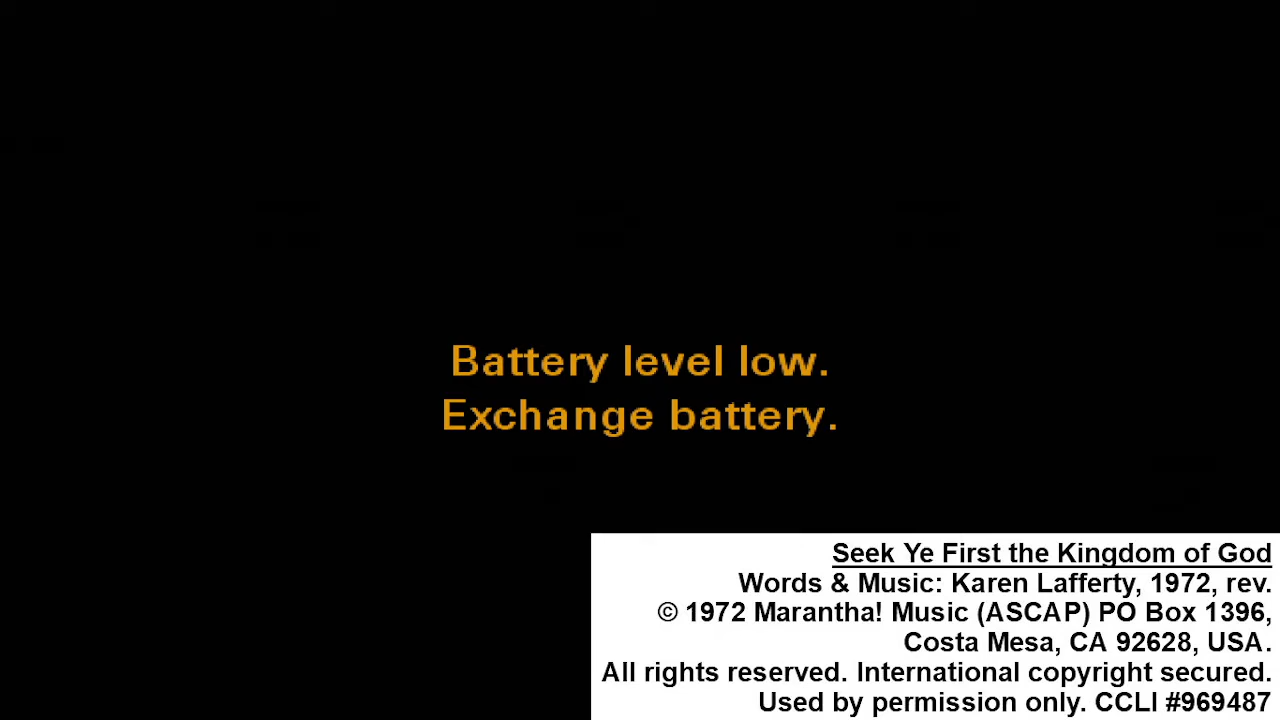 Battery level low.
Exchange battery.
Seek Ye First the Kingdom of God
Words & Music: Karen Lafferty, 1972, rev.
© 1972 Marantha! Music (ASCAP) PO Box 1396,
Costa Mesa, CA 92628, USA.
All rights reserved. International copyright secured.
Used by permission only. CCLI #969487